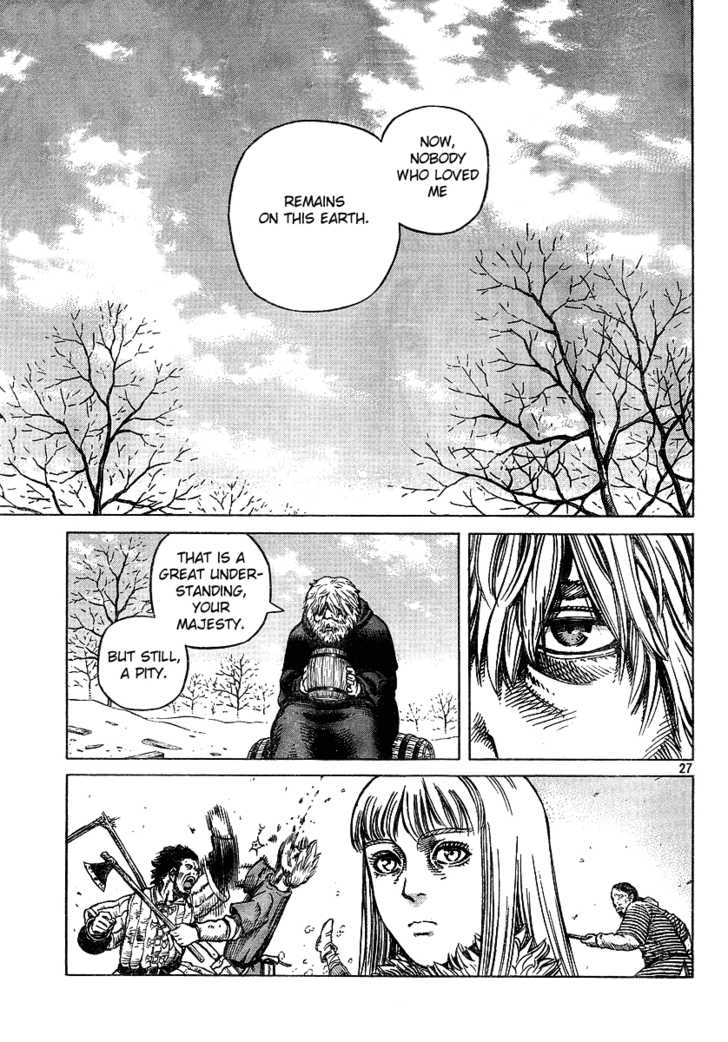 NOW,
NOBODY
WHO LOVED
ME
REMAINS
ON THIS EARTH.
THAT IS A
GREAT UNDER-
STANDING,
YOUR
MAJESTY.
BUT STILL,
A PITY.
27